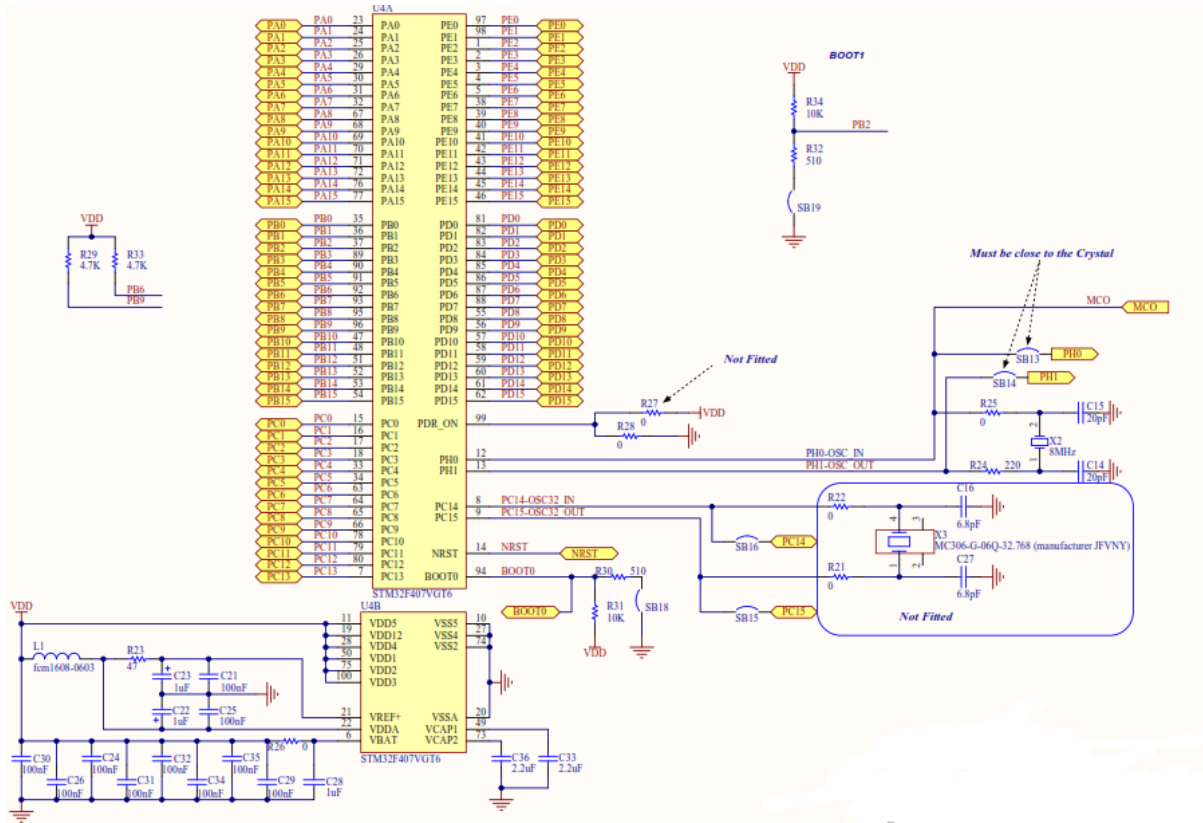 U4A
PA0 PA0 23 PA0 PE0 97 PE0 PE0
PA1 PA1 24 PA1 PE1 98 PE1 PE1
PA2 PA2 25 PA2 PE2 1 PE2 PE2
PA3 PA3 26 PA3 PE3 2 PE3 PE3
PA4 PA4 29 PA4 PE4 3 PE4 PE4
PA5 PA5 30 PA5 PE5 4 PE5 PE5
PA6 PA6 31 PA6 PE6 5 PE6 PE6
PA7 PA7 32 PA7 PE7 38 PE7 PE7
PA8 PA8 67 PA8 PE8 39 PE8 PE8
PA9 PA9 68 PA9 PE9 40 PE9 PE9
PA10 PA10 69 PA10 PE10 41 PE10 PE10
PA11 PA11 70 PA11 PE11 42 PE11 PE11
PA12 PA12 71 PA12 PE12 43 PE12 PE12
PA13 PA13 72 PA13 PE13 44 PE13 PE13
PA14 PA14 76 PA14 PE14 45 PE14 PE14
PA15 PA15 77 PA15 PE15 46 PE15 PE15
PB0 PB0 35 PB0 PD0 81 PD0 PD0
PB1 PB1 36 PB1 PD1 82 PD1 PD1
PB2 PB2 37 PB2 PD2 83 PD2 PD2
PB3 PB3 89 PB3 PD3 84 PD3 PD3
PB4 PB4 90 PB4 PD4 85 PD4 PD4
PB5 PB5 91 PB5 PD5 86 PD5 PD5
PB6 PB6 92 PB6 PD6 87 PD6 PD6
PB7 PB7 93 PB7 PD7 88 PD7 PD7
PB8 PB8 95 PB8 PD8 55 PD8 PD8
PB9 PB9 96 PB9 PD9 56 PD9 PD9
PB10 PB10 47 PB10 PD10 57 PD10 PD10
PB11 PB11 48 PB11 PD11 58 PD11 PD11
PB12 PB12 51 PB12 PD12 59 PD12 PD12
PB13 PB13 52 PB13 PD13 60 PD13 PD13
PB14 PB14 53 PB14 PD14 61 PD14 PD14
PB15 PB15 54 PB15 PD15 62 PD15 PD15
PC0 PC0 15 PC0 PDR_ON 99
PC1 PC1 16 PC1
PC2 PC2 17 PC2
PC3 PC3 18 PC3 PH0 12 PH0-OSC_IN
PC4 PC4 33 PC4 PH1 13 PH1-OSC_OUT
PC5 PC5 34 PC5
PC6 PC6 63 PC6
PC7 PC7 64 PC7 PC14 8 PC14-OSC32_IN
PC8 PC8 65 PC8 PC15 9 PC15-OSC32_OUT
PC9 PC9 66 PC9
PC10 PC10 78 PC10
PC11 PC11 79 PC11 NRST 14 NRST NRST
PC12 PC12 80 PC12
PC13 PC13 7 PC13 BOOT0 94 BOOT0
STM32F407VGT6
BOOT1
VDD
R34
10K
PB2
R32
510
SB19
VDD
R29
4.7K
R33
4.7K
PB6
PB9
Must be close to the Crystal
MCO MCO
SB13 PH0
SB14 PH1
Not Fitted
R27
0
VDD
R28
0
R25
0
C15
20pF
2
X2
8MHz
1
R24 220
C14
20pF
R22
0
C16
6.8pF
4 3
X3
MC306-G-06Q-32.768 (manufacturer JFVNY)
1 2
R21
0
C27
6.8pF
Not Fitted
SB16 PC14
SB15 PC15
R30 510
BOOT0
R31
10K
SB18
VDD
U4B
VDD
11 VDD5 VSS5 10
19 VDD12 VSS4 27
28 VDD4 VSS2 74
50 VDD1
75 VDD2
100 VDD3
21 VREF+ VSSA 20
22 VDDA VCAP1 49
6 VBAT VCAP2 73
STM32F407VGT6
L1
fcm1608-0603
R23
47
C23
1uF
C21
100nF
C22
1uF
C25
100nF
R26 0
C30
100nF
C26
100nF
C24
100nF
C31
100nF
C32
100nF
C34
100nF
C35
100nF
C29
100nF
C28
1uF
C36
2.2uF
C33
2.2uF